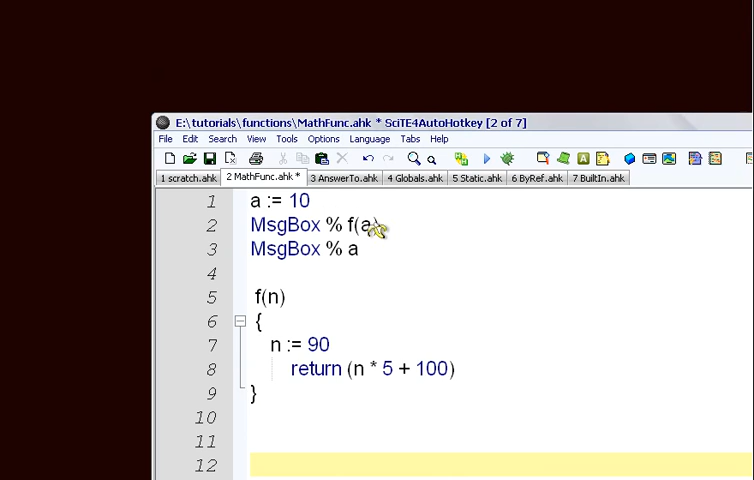 E:\tutorials\functions\MathFunc.ahk * SciTE4AutoHotkey [2 of 7]
File Edit Search View Tools Options Language Tabs Help
1 scratch.ahk 2 MathFunc.ahk * 3 AnswerTo.ahk 4 Globals.ahk 5 Static.ahk 6 ByRef.ahk 7 BuiltIn.ahk
1 a := 10
2 MsgBox % f(a)
3 MsgBox % a
4
5 f(n)
6 {
7 n := 90
8 return (n * 5 + 100)
9 }
10
11
12